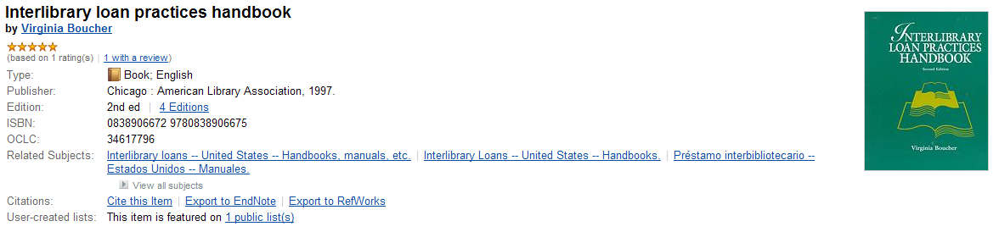 Interlibrary loan practices handbook
by Virginia Boucher
(based on 1 rating(s) | 1 with a review)
Type: Book; English
Publisher: Chicago : American Library Association, 1997.
Edition: 2nd ed | 4 Editions
ISBN: 0838906672 9780838906675
OCLC: 34617796
Related Subjects: Interlibrary loans -- United States -- Handbooks, manuals, etc. | Interlibrary Loans -- United States -- Handbooks. | Préstamo interbibliotecario --
Estados Unidos -- Manuales.
View all subjects
Citations: Cite this Item | Export to EndNote | Export to RefWorks
User-created lists: This item is featured on 1 public list(s)
INTERLIBRARY
LOAN PRACTICES
HANDBOOK
Second Edition
Virginia Boucher